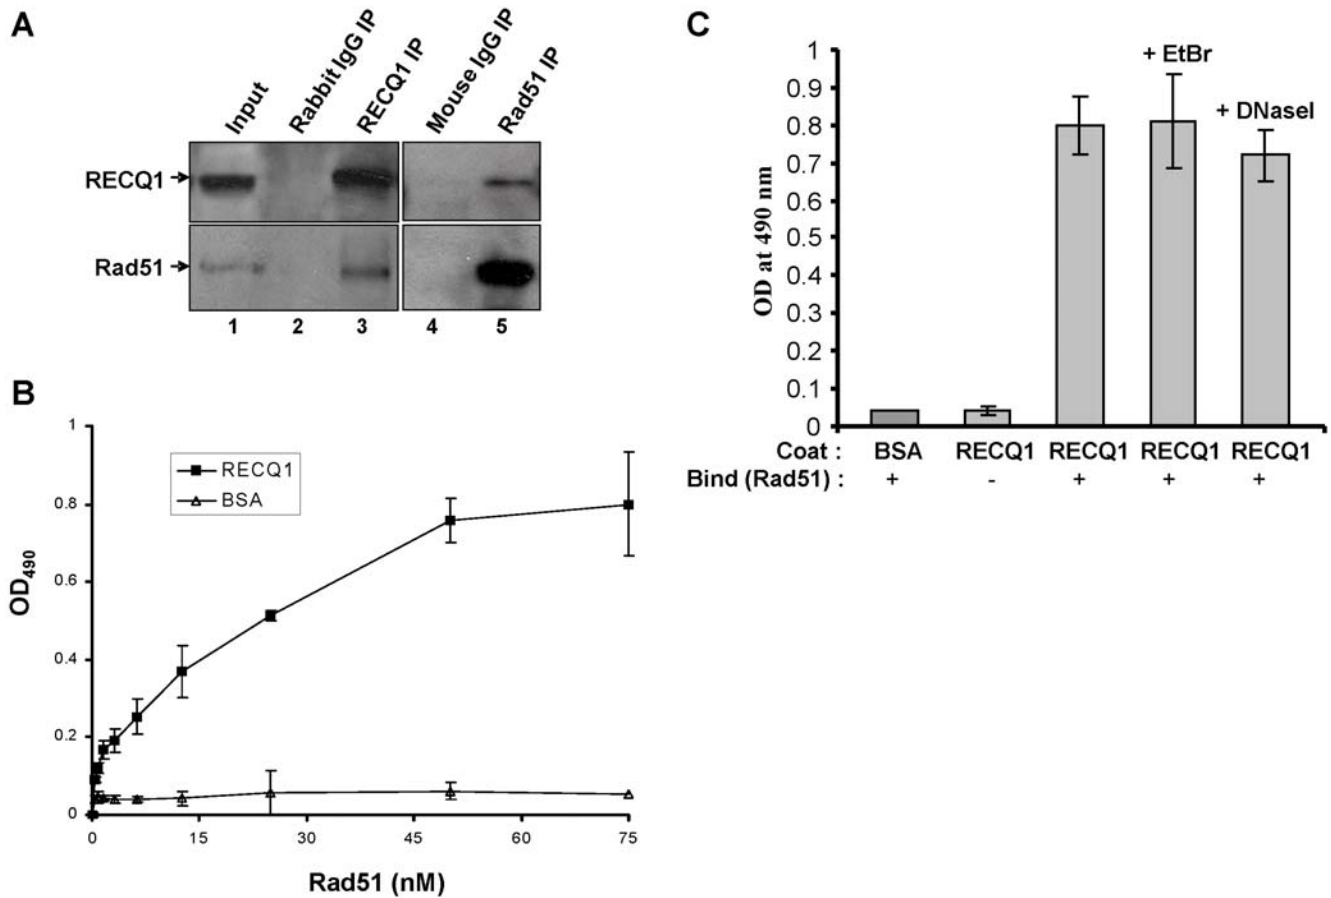 A
Input
Rabbit IgG IP
RECQ1 IP
Mouse IgG IP
Rad51 IP
RECQ1
Rad51
1 2 3 4 5
B
1
0.8
0.6
0.4
0.2
0
OD490
RECQ1
BSA
0 15 30 45 60 75
Rad51 (nM)
C
1
0.9
0.8
0.7
0.6
0.5
0.4
0.3
0.2
0.1
0
OD at 490 nm
+ EtBr
+ DNaseI
Coat : BSA RECQ1 RECQ1 RECQ1 RECQ1
Bind (Rad51) : + - + + +